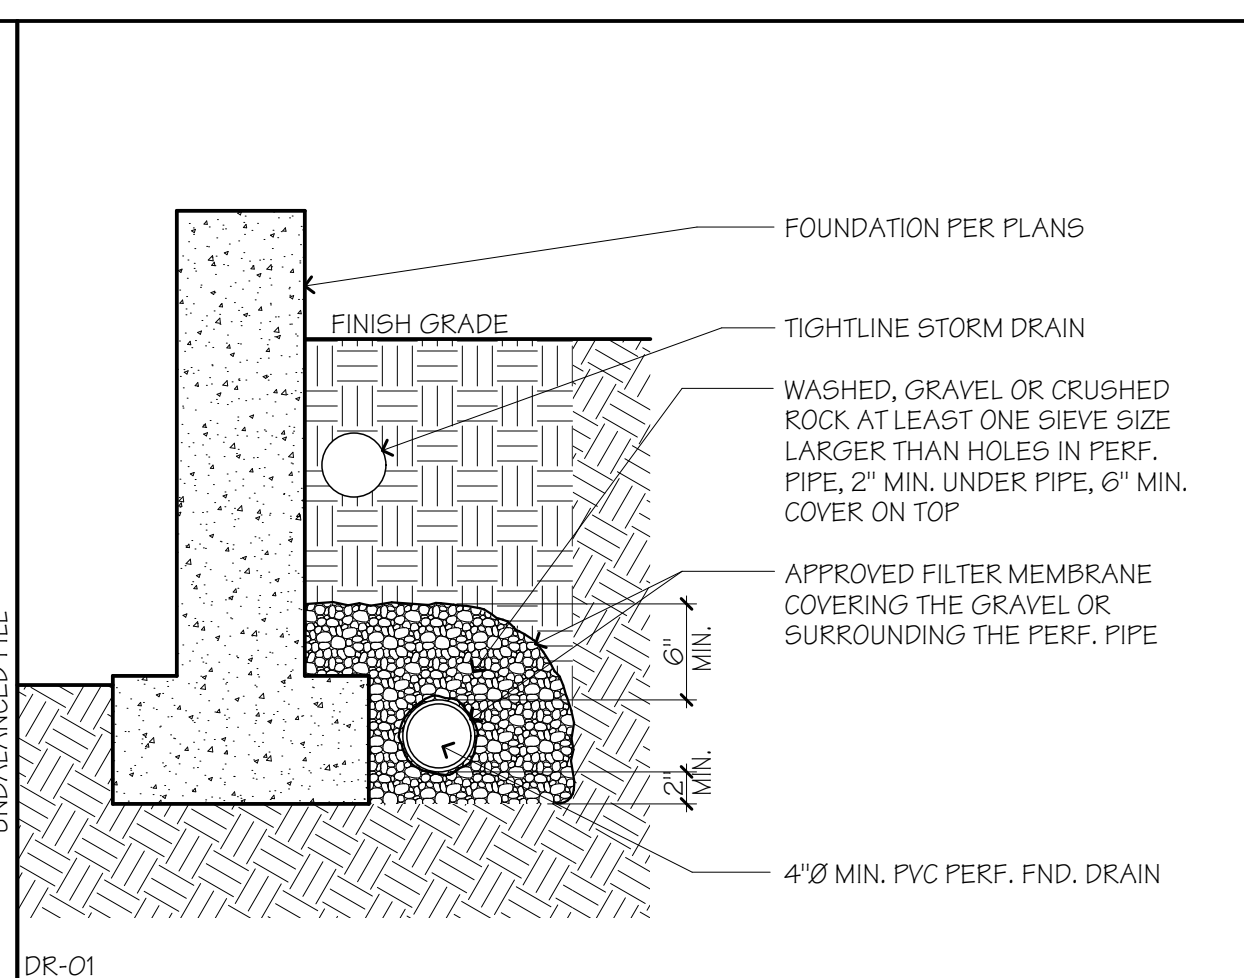 FOUNDATION PER PLANS
FINISH GRADE
TIGHTLINE STORM DRAIN
WASHED, GRAVEL OR CRUSHED
ROCK AT LEAST ONE SIEVE SIZE
LARGER THAN HOLES IN PERF.
PIPE, 2" MIN. UNDER PIPE, 6" MIN.
COVER ON TOP
APPROVED FILTER MEMBRANE
COVERING THE GRAVEL OR
SURROUNDING THE PERF. PIPE
6"
MIN.
2"
MIN.
4"Ø MIN. PVC PERF. FND. DRAIN
UNBALANCED FILL
DR-01